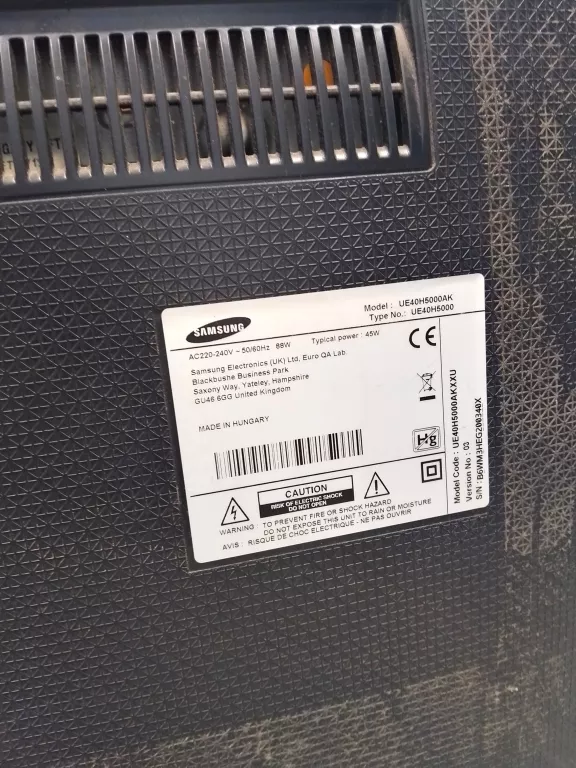 SAMSUNG
Model : UE40H5000AK
Type No.: UE40H5000
AC220-240V ~ 50/60Hz 88W Typical power : 45W
Samsung Electronics (UK) Ltd, Euro QA Lab.
Blackbushe Business Park
Saxony Way, Yateley, Hampshire
GU46 6GG United Kingdom
MADE IN HUNGARY
CE
Hg
CAUTION
RISK OF ELECTRIC SHOCK
DO NOT OPEN
WARNING : TO PREVENT FIRE OR SHOCK HAZARD
DO NOT EXPOSE THIS UNIT TO RAIN OR MOISTURE
AVIS : RISQUE DE CHOC ELECTRIQUE - NE PAS OUVRIR
Model Code : UE40H5000AKXXU
Version No : 03
S/N : B6WM3HEG200340X